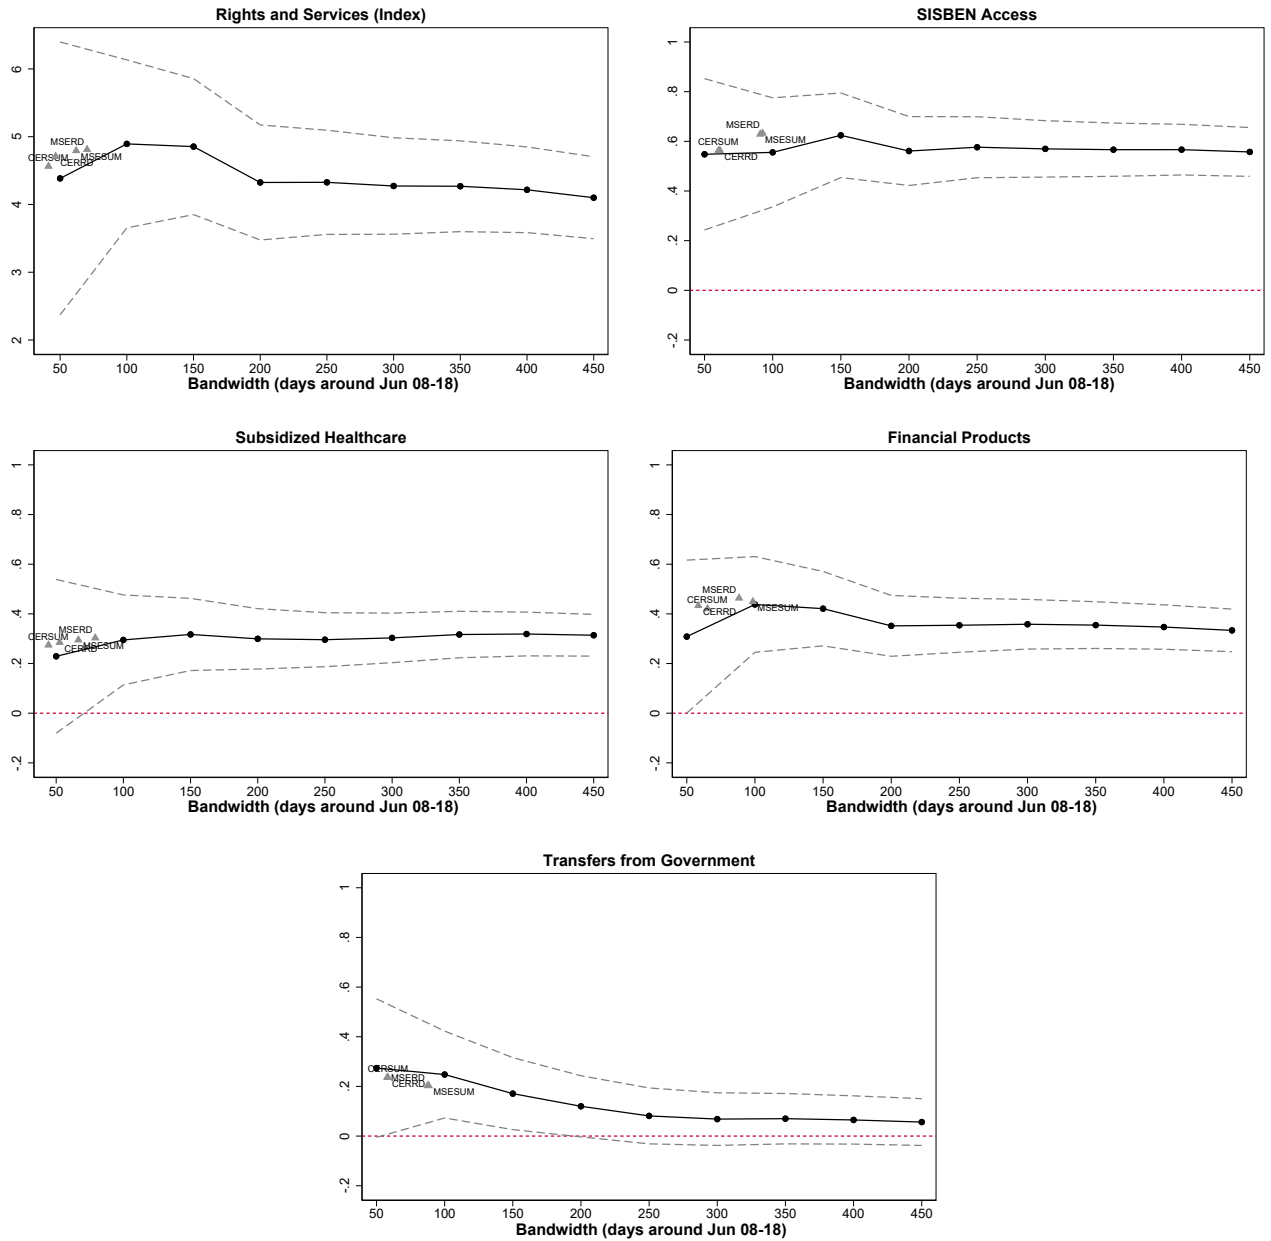 Rights and Services (Index)
6
5
4
3
2
MSERD
CERSUM
MSESUM
CERRD
50 100 150 200 250 300 350 400 450
Bandwidth (days around Jun 08-18)
SISBEN Access
1
.8
.6
.4
.2
0
-.2
MSERD
CERSUM
MSESUM
CERRD
50 100 150 200 250 300 350 400 450
Bandwidth (days around Jun 08-18)
Subsidized Healthcare
1
.8
.6
.4
.2
0
-.2
MSERD
CERSUM
MSESUM
CERRD
50 100 150 200 250 300 350 400 450
Bandwidth (days around Jun 08-18)
Financial Products
1
.8
.6
.4
.2
0
-.2
MSERD
CERSUM
MSESUM
CERRD
50 100 150 200 250 300 350 400 450
Bandwidth (days around Jun 08-18)
Transfers from Government
1
.8
.6
.4
.2
0
-.2
CERSUM
MSERD
CERRD
MSESUM
50 100 150 200 250 300 350 400 450
Bandwidth (days around Jun 08-18)